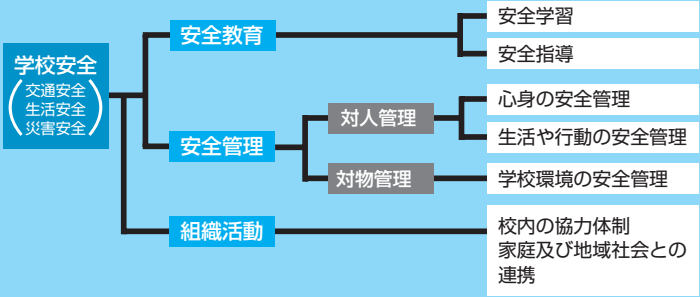 学校安全
交通安全
生活安全
災害安全
安全教育
安全学習
安全指導
安全管理
対人管理
心身の安全管理
生活や行動の安全管理
対物管理
学校環境の安全管理
組織活動
校内の協力体制
家庭及び地域社会との
連携